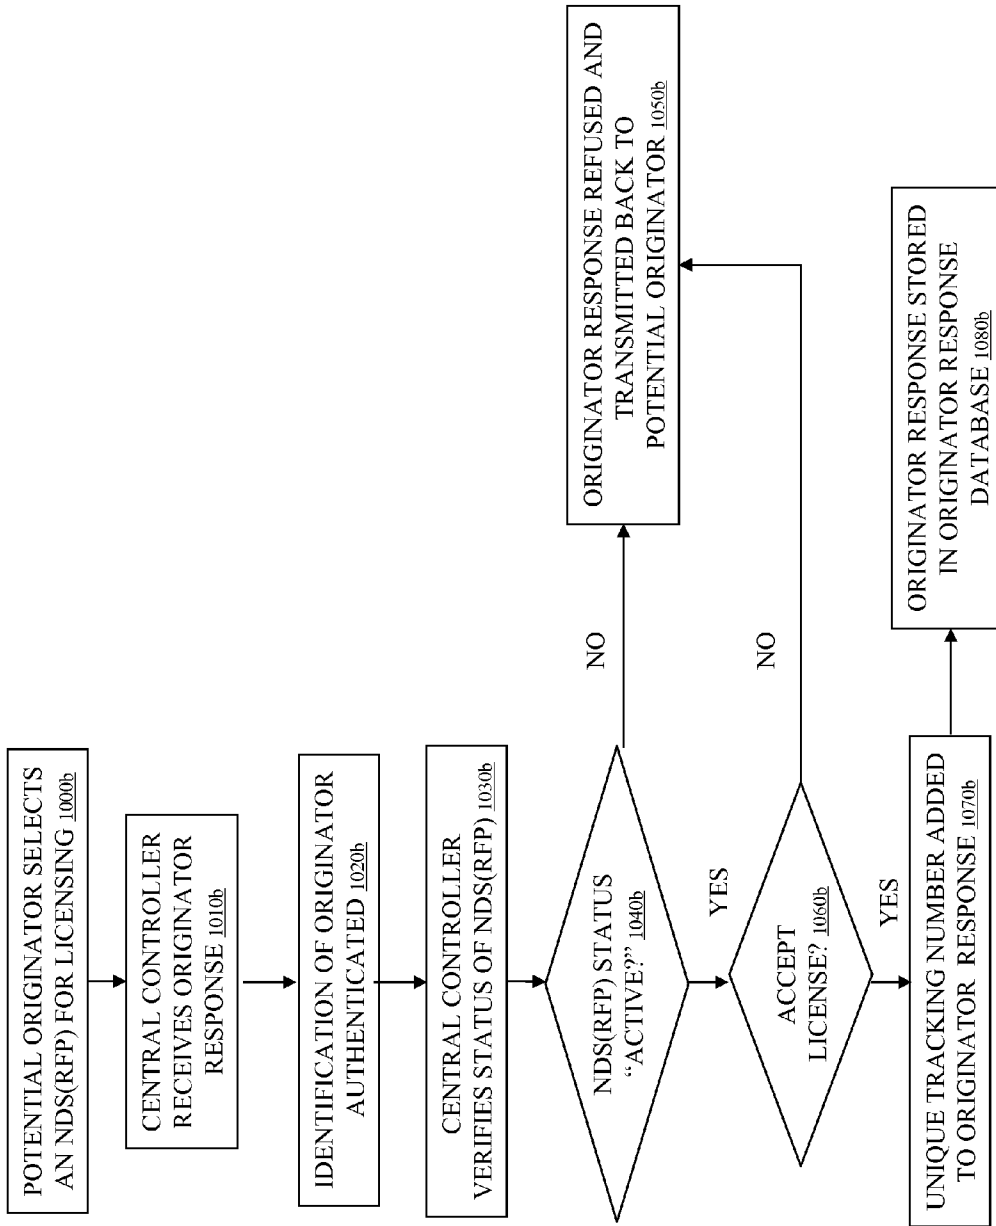 POTENTIAL ORIGINATOR SELECTS
AN NDS(RFP) FOR LICENSING 1000b
CENTRAL CONTROLLER
RECEIVES ORIGINATOR
RESPONSE 1010b
IDENTIFICATION OF ORIGINATOR
AUTHENTICATED 1020b
CENTRAL CONTROLLER
VERIFIES STATUS OF NDS(RFP) 1030b
NDS(RFP) STATUS
“ACTIVE?” 1040b
NO
ORIGINATOR RESPONSE REFUSED AND
TRANSMITTED BACK TO
POTENTIAL ORIGINATOR 1050b
YES
ACCEPT
LICENSE? 1060b
NO
YES
UNIQUE TRACKING NUMBER ADDED
TO ORIGINATOR RESPONSE 1070b
ORIGINATOR RESPONSE STORED
IN ORIGINATOR RESPONSE
DATABASE 1080b